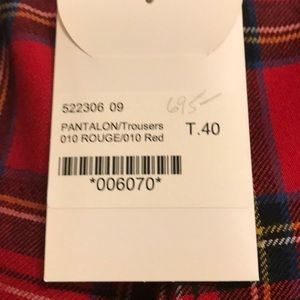 695-
522306 09
PANTALON/Trousers
010 ROUGE/010 Red
T.40
*006070*